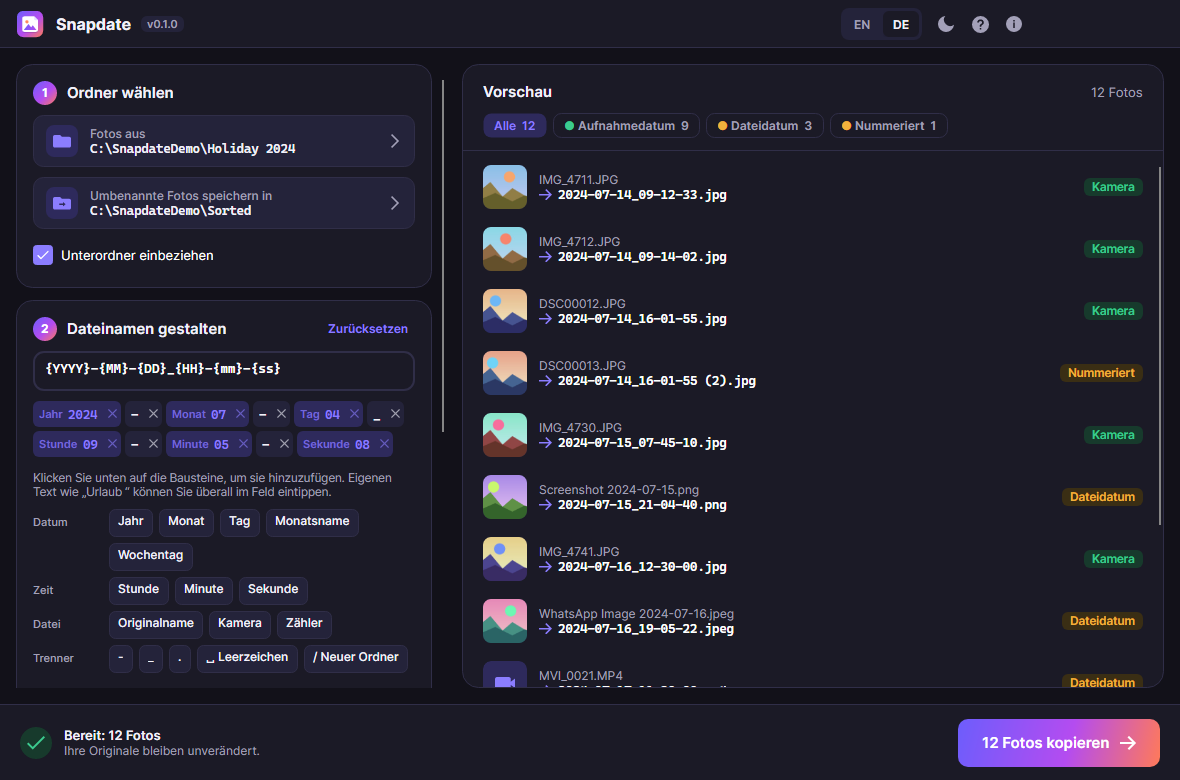 Snapdate v0.1.0
EN DE
1 Ordner wählen
Fotos aus
C:\SnapdateDemo\Holiday 2024
Umbenannte Fotos speichern in
C:\SnapdateDemo\Sorted
Unterordner einbeziehen
2 Dateinamen gestalten Zurücksetzen
{YYYY}-{MM}-{DD}_{HH}-{mm}-{ss}
Jahr 2024 × - × Monat 07 × - × Tag 04 × _ ×
Stunde 09 × - × Minute 05 × - × Sekunde 08 ×
Klicken Sie unten auf die Bausteine, um sie hinzuzufügen. Eigenen
Text wie „Urlaub “ können Sie überall im Feld eintippen.
Datum Jahr Monat Tag Monatsname
Wochentag
Zeit Stunde Minute Sekunde
Datei Originalname Kamera Zähler
Trenner - _ . ␣ Leerzeichen / Neuer Ordner
Vorschau 12 Fotos
Alle 12 Aufnahmedatum 9 Dateidatum 3 Nummeriert 1
IMG_4711.JPG
→ 2024-07-14_09-12-33.jpg Kamera
IMG_4712.JPG
→ 2024-07-14_09-14-02.jpg Kamera
DSC00012.JPG
→ 2024-07-14_16-01-55.jpg Kamera
DSC00013.JPG
→ 2024-07-14_16-01-55 (2).jpg Nummeriert
IMG_4730.JPG
→ 2024-07-15_07-45-10.jpg Kamera
Screenshot 2024-07-15.png
→ 2024-07-15_21-04-40.png Dateidatum
IMG_4741.JPG
→ 2024-07-16_12-30-00.jpg Kamera
WhatsApp Image 2024-07-16.jpeg
→ 2024-07-16_19-05-22.jpeg Dateidatum
MVI_0021.MP4
Dateidatum
Bereit: 12 Fotos
Ihre Originale bleiben unverändert.
12 Fotos kopieren →